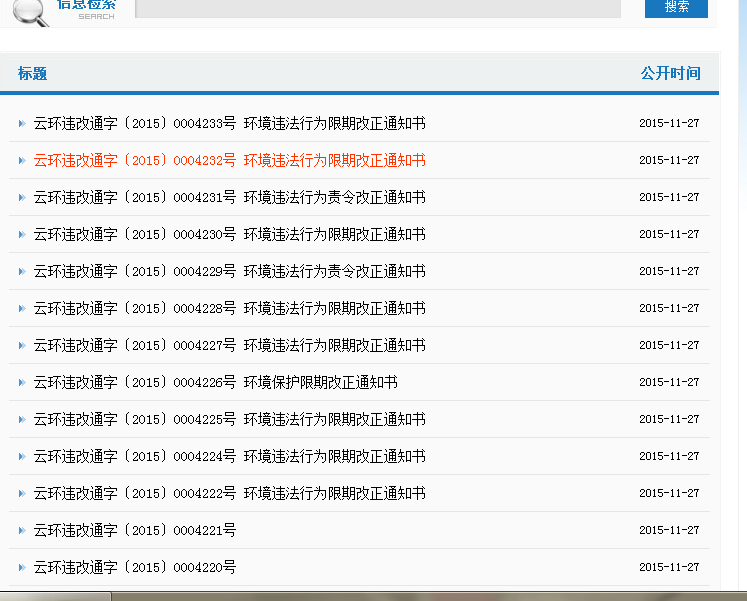 信息检索
SEARCH
搜索
标题 公开时间
云环违改通字〔2015〕0004233号 环境违法行为限期改正通知书 2015-11-27
云环违改通字〔2015〕0004232号 环境违法行为限期改正通知书 2015-11-27
云环违改通字〔2015〕0004231号 环境违法行为责令改正通知书 2015-11-27
云环违改通字〔2015〕0004230号 环境违法行为限期改正通知书 2015-11-27
云环违改通字〔2015〕0004229号 环境违法行为责令改正通知书 2015-11-27
云环违改通字〔2015〕0004228号 环境违法行为限期改正通知书 2015-11-27
云环违改通字〔2015〕0004227号 环境违法行为限期改正通知书 2015-11-27
云环违改通字〔2015〕0004226号 环境保护限期改正通知书 2015-11-27
云环违改通字〔2015〕0004225号 环境违法行为限期改正通知书 2015-11-27
云环违改通字〔2015〕0004224号 环境违法行为限期改正通知书 2015-11-27
云环违改通字〔2015〕0004222号 环境违法行为限期改正通知书 2015-11-27
云环违改通字〔2015〕0004221号 2015-11-27
云环违改通字〔2015〕0004220号 2015-11-27